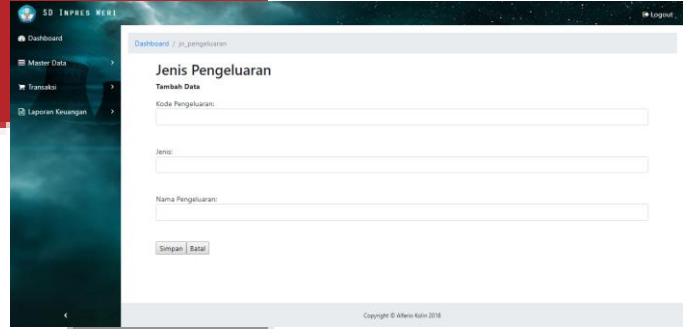 SD INPRES NERI
Logout
Dashboard
Master Data
Transaksi
Laporan Keuangan
Dashboard / jn_pengeluaran
Jenis Pengeluaran
Tambah Data
Kode Pengeluaran:
Jenis:
Nama Pengeluaran:
Simpan Batal
Copyright © Alferio Kolin 2018